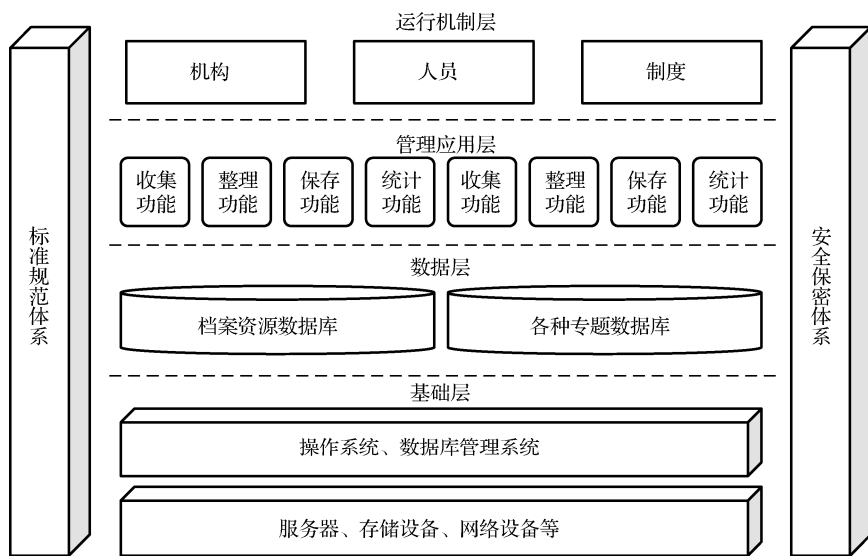 运行机制层
机构
人员
制度
管理应用层
收集
功能
整理
功能
保存
功能
统计
功能
收集
功能
整理
功能
保存
功能
统计
功能
数据层
档案资源数据库
各种专题数据库
基础层
操作系统、数据库管理系统
服务器、存储设备、网络设备等
标准规范体系
安全保密体系